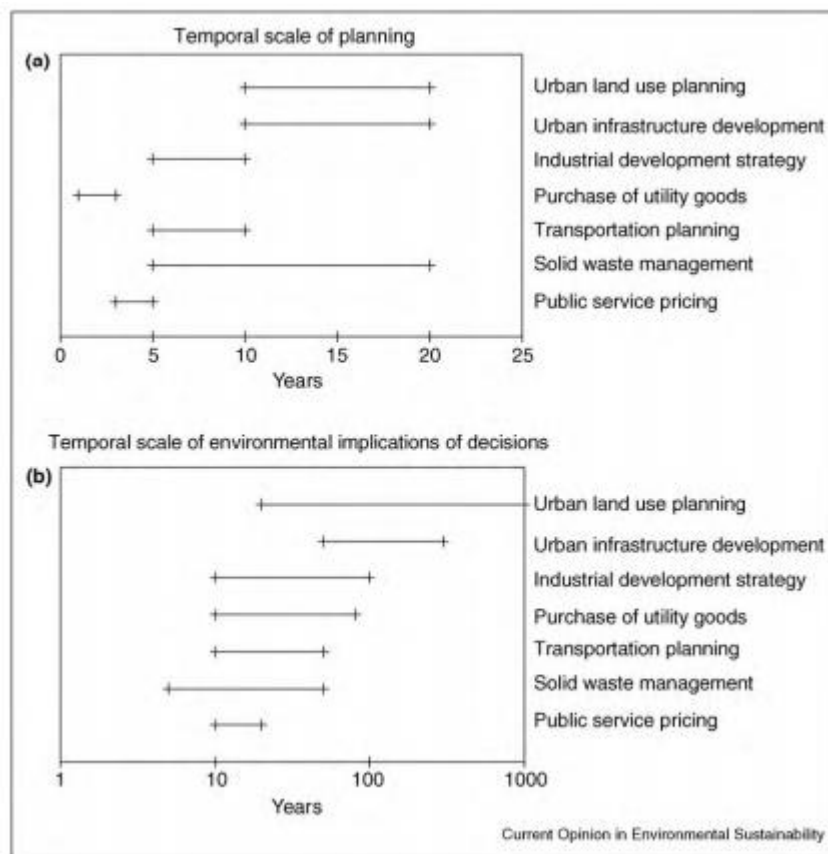 Temporal scale of planning
(a)
Urban land use planning
Urban infrastructure development
Industrial development strategy
Purchase of utility goods
Transportation planning
Solid waste management
Public service pricing
0 5 10 15 20 25
Years
Temporal scale of environmental implications of decisions
(b)
Urban land use planning
Urban infrastructure development
Industrial development strategy
Purchase of utility goods
Transportation planning
Solid waste management
Public service pricing
1 10 100 1000
Years
Current Opinion in Environmental Sustainability